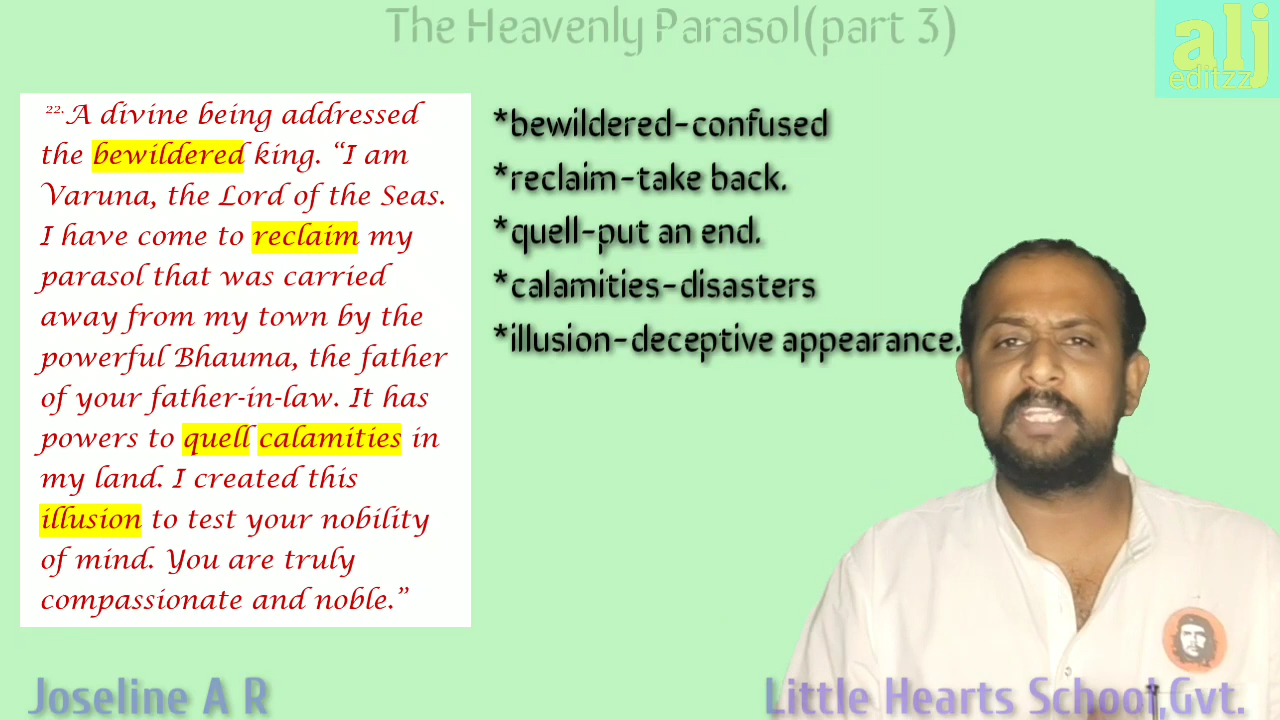 The Heavenly Parasol(part 3)
alj
editzz
22. A divine being addressed
the bewildered king. “I am
Varuna, the Lord of the Seas.
I have come to reclaim my
parasol that was carried
away from my town by the
powerful Bhauma, the father
of your father-in-law. It has
powers to quell calamities in
my land. I created this
illusion to test your nobility
of mind. You are truly
compassionate and noble.”
*bewildered-confused
*reclaim-take back.
*quell-put an end.
*calamities-disasters
*illusion-deceptive appearance.
Joseline A R
Little Hearts School,Gvt.